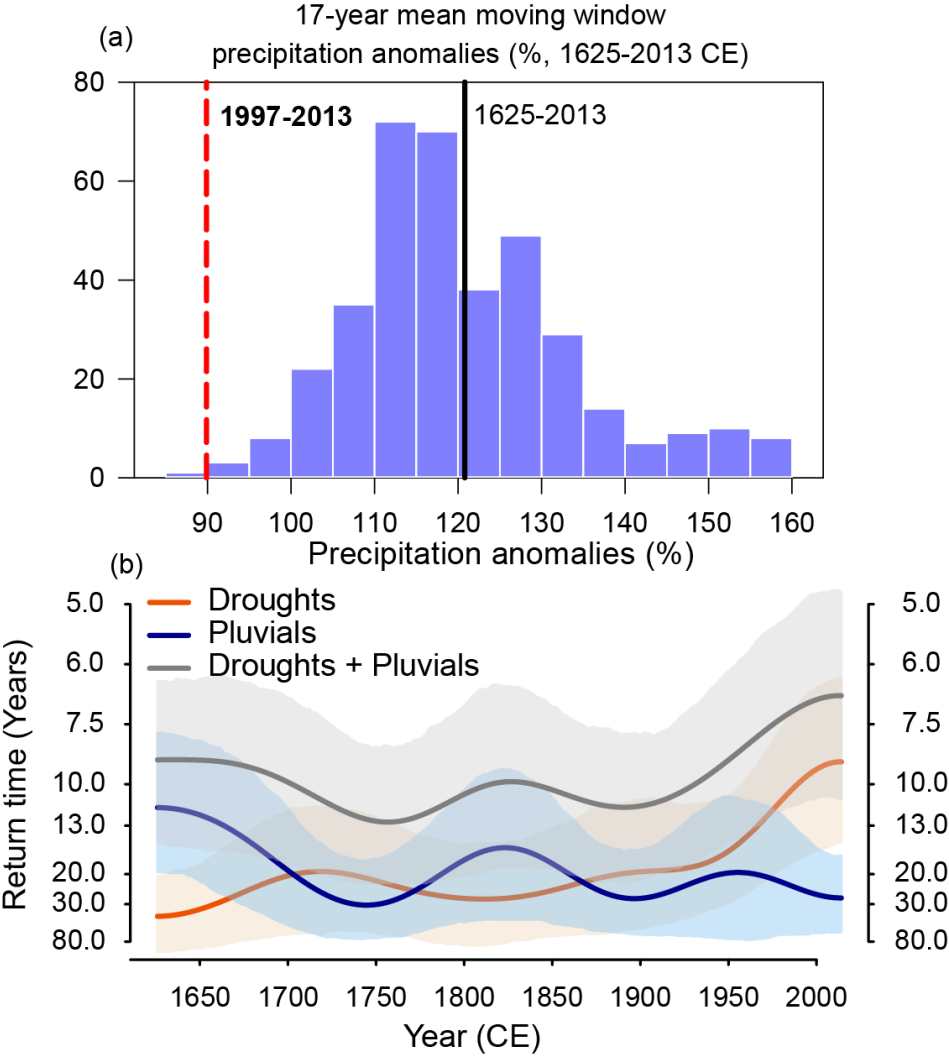 17-year mean moving window
(a)
precipitation anomalies (%, 1625-2013 CE)
80
1997-2013
1625-2013
60
40
20
0
90 100 110 120 130 140 150 160
Precipitation anomalies (%)
(b)
5.0 Droughts 5.0
Pluvials
6.0 Droughts + Pluvials 6.0
7.5 7.5
10.0 10.0
13.0 13.0
20.0 20.0
30.0 30.0
80.0 80.0
Return time (Years)
1650 1700 1750 1800 1850 1900 1950 2000
Year (CE)